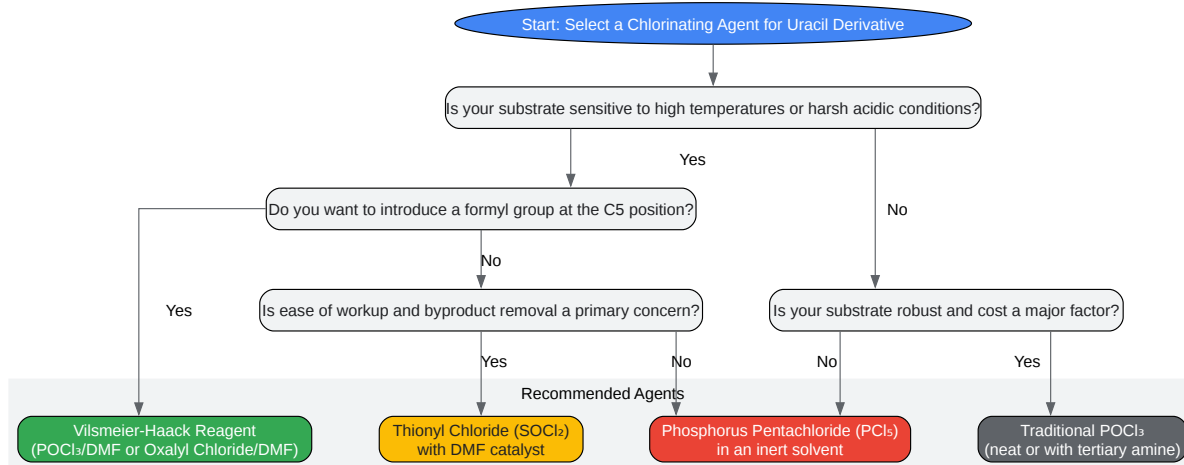 Start: Select a Chlorinating Agent for Uracil Derivative
Is your substrate sensitive to high temperatures or harsh acidic conditions?
Yes
Do you want to introduce a formyl group at the C5 position?
No
No
Yes
Is ease of workup and byproduct removal a primary concern?
Is your substrate robust and cost a major factor?
Yes
No
No
Yes
Recommended Agents
Vilsmeier-Haack Reagent
(POCl₃/DMF or Oxalyl Chloride/DMF)
Thionyl Chloride (SOCl₂)
with DMF catalyst
Phosphorus Pentachloride (PCl₅)
in an inert solvent
Traditional POCl₃
(neat or with tertiary amine)